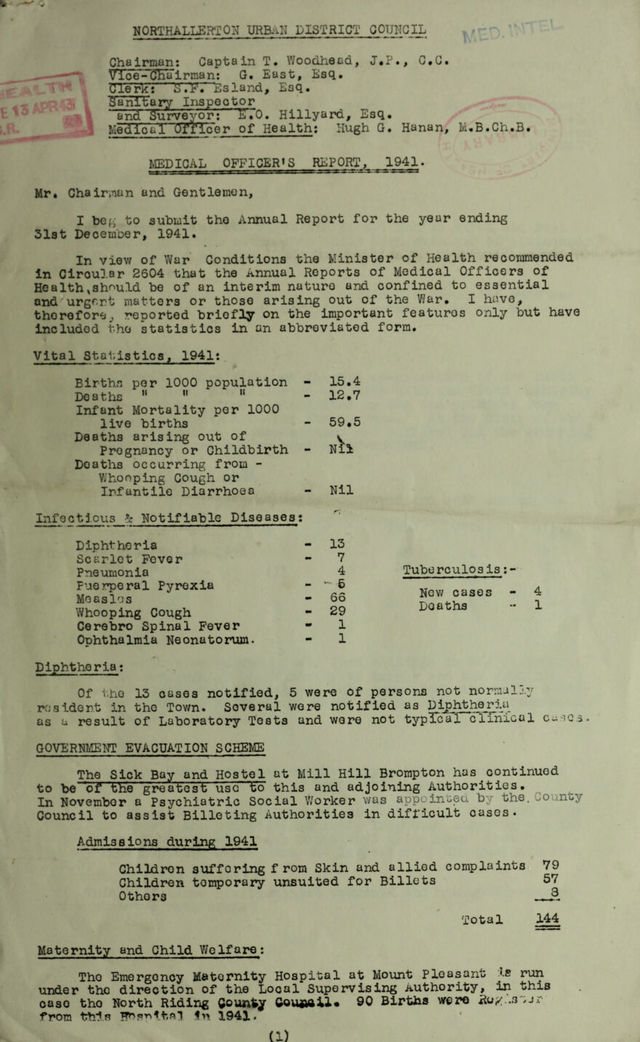 NORTHALLERTON URBAN DISTRICT COUNCIL
MED. INTEL
Chairman: Captain T. Woodhead, J.P., C.C.
Vice-Chairman: G. East, Esq.
Clerk: S.F. Esland, Esq.
Sanitary Inspector
and Surveyor: E.O. Hillyard, Esq.
Medical Officer of Health: Hugh G. Hanan, M.B.Ch.B.
HEALTH
13 APR 43
MEDICAL OFFICER'S REPORT, 1941.
Mr. Chairman and Gentlemen,
I beg to submit the Annual Report for the year ending
31st December, 1941.
In view of War Conditions the Minister of Health recommended
in Circular 2604 that the Annual Reports of Medical Officers of
Health,should be of an interim nature and confined to essential
and urgent matters or those arising out of the War. I have,
therefore, reported briefly on the important features only but have
included the statistics in an abbreviated form.
Vital Statistics, 1941:
Births per 1000 population - 15.4
Deaths " " " - 12.7
Infant Mortality per 1000
live births - 59.5
Deaths arising out of
Pregnancy or Childbirth - Nil
Deaths occurring from -
Whooping Cough or
Infantile Diarrhoea - Nil
Infectious & Notifiable Diseases:
Diphtheria - 13
Scarlet Fever - 7
Pneumonia 4
Puerperal Pyrexia -
Measles - 66
Whooping Cough - 29
Cerebro Spinal Fever - 1
Ophthalmia Neonatorum. - 1
Tuberculosis:-
New cases - 4
Deaths - 1
Diphtheria:
Of the 13 cases notified, 5 were of persons not normally
resident in the Town. Several were notified as Diphtheria
as a result of Laboratory Tests and were not typical clinical cases.
GOVERNMENT EVACUATION SCHEME
The Sick Bay and Hostel at Mill Hill Brompton has continued
to be of the greatest use to this and adjoining Authorities.
In November a Psychiatric Social Worker was appointed by the County
Council to assist Billeting Authorities in difficult cases.
Admissions during 1941
Children suffering from Skin and allied complaints 79
Children temporary unsuited for Billets 57
Others 8
Total 144
Maternity and Child Welfare:
The Emergency Maternity Hospital at Mount Pleasant is run
under the direction of the Local Supervising Authority, in this
case the North Riding County Council. 90 Births were
from this Hospital in 1941.
(1)